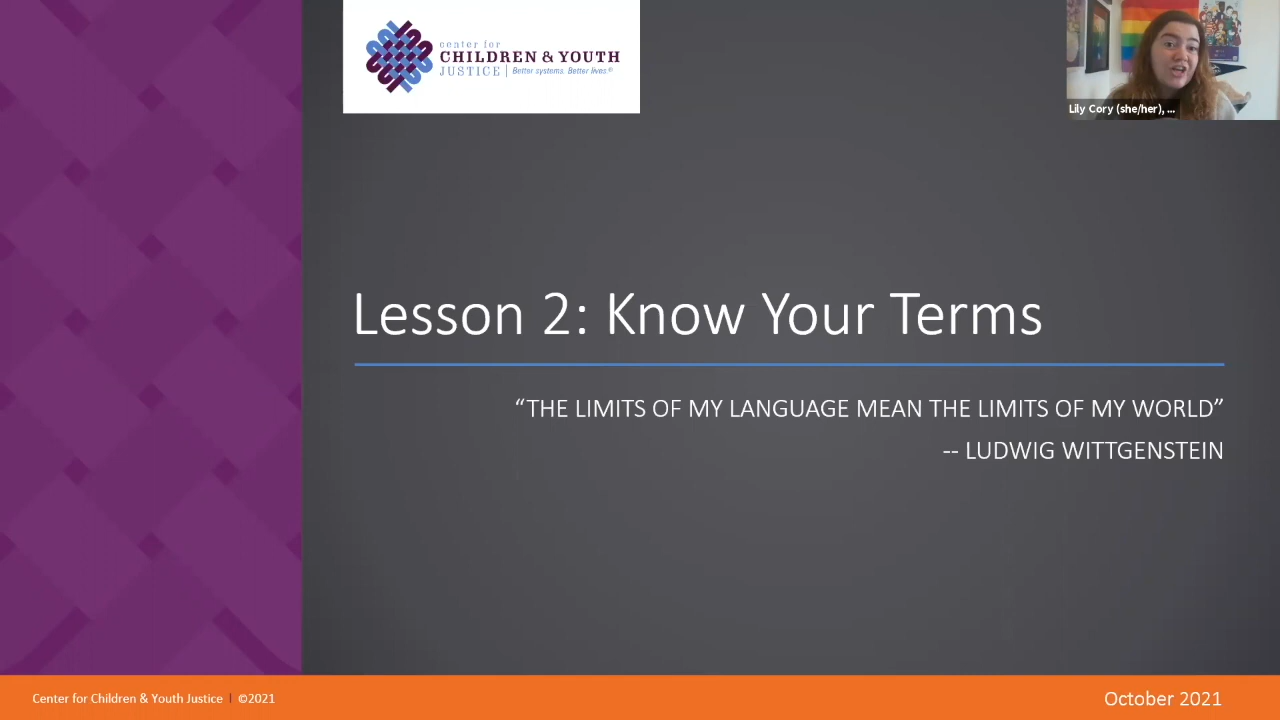 center for
CHILDREN & YOUTH
JUSTICE | Better systems. Better lives.©
Lily Cory (she/her), ...
Lesson 2: Know Your Terms
“THE LIMITS OF MY LANGUAGE MEAN THE LIMITS OF MY WORLD”
-- LUDWIG WITTGENSTEIN
Center for Children & Youth Justice | ©2021
October 2021